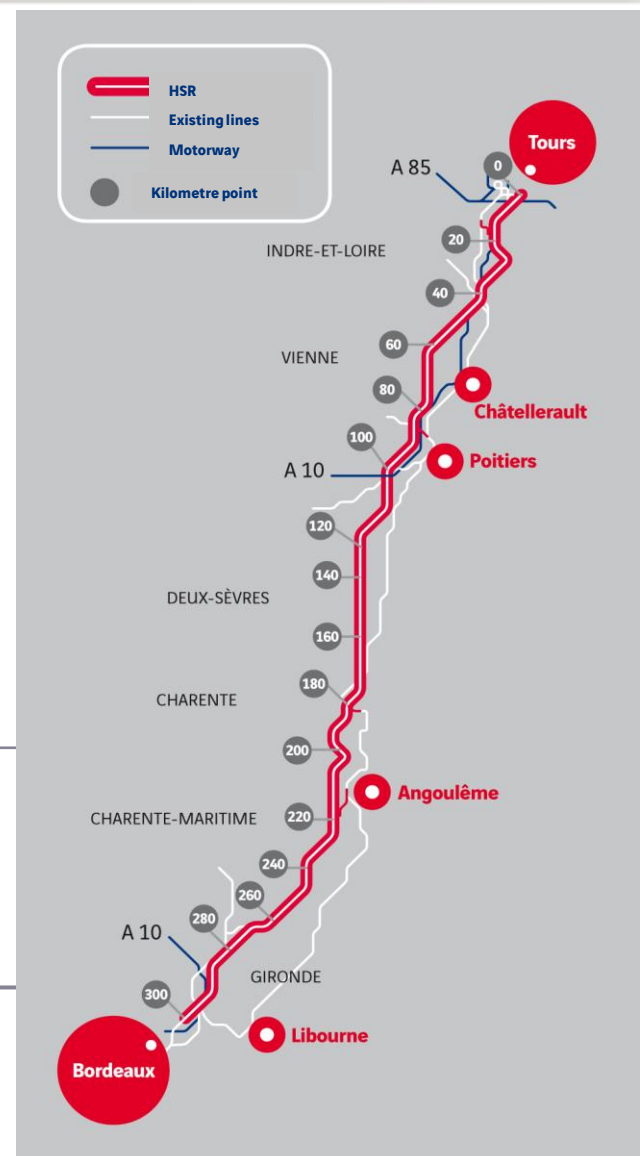 HSR
Existing lines
Motorway
Kilometre point
Tours
0
A 85
20
INDRE-ET-LOIRE
40
60
VIENNE
80
Châtellerault
100
Poitiers
A 10
120
140
DEUX-SÈVRES
160
180
CHARENTE
200
Angoulême
220
CHARENTE-MARITIME
240
260
280
A 10
GIRONDE
300
Libourne
Bordeaux